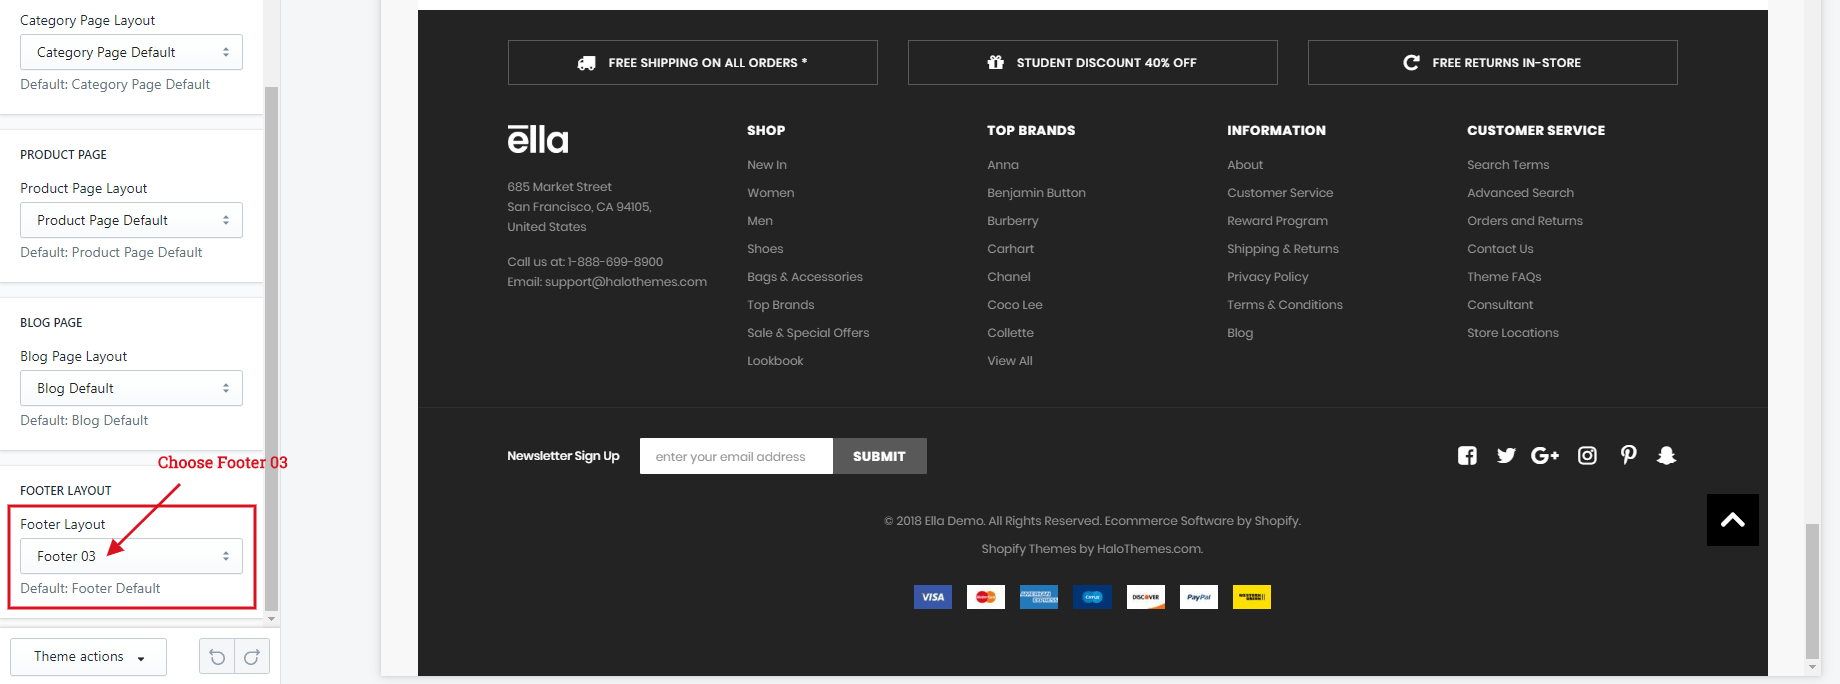 Category Page Layout
Category Page Default
Default: Category Page Default
PRODUCT PAGE
Product Page Layout
Product Page Default
Default: Product Page Default
BLOG PAGE
Blog Page Layout
Blog Default
Default: Blog Default
Choose Footer 03
FOOTER LAYOUT
Footer Layout
Footer 03
Default: Footer Default
Theme actions
FREE SHIPPING ON ALL ORDERS *
STUDENT DISCOUNT 40% OFF
FREE RETURNS IN-STORE
ēlla
685 Market Street
San Francisco, CA 94105,
United States
Call us at: 1-888-699-8900
Email: support@halothemes.com
SHOP
New In
Women
Men
Shoes
Bags & Accessories
Top Brands
Sale & Special Offers
Lookbook
TOP BRANDS
Anna
Benjamin Button
Burberry
Carhart
Chanel
Coco Lee
Collette
View All
INFORMATION
About
Customer Service
Reward Program
Shipping & Returns
Privacy Policy
Terms & Conditions
Blog
CUSTOMER SERVICE
Search Terms
Advanced Search
Orders and Returns
Contact Us
Theme FAQs
Consultant
Store Locations
Newsletter Sign Up
enter your email address
SUBMIT
G+
© 2018 Ella Demo. All Rights Reserved. Ecommerce Software by Shopify.
Shopify Themes by HaloThemes.com.
VISA
MasterCard
AMERICAN EXPRESS
Cirrus
DISCOVER
PayPal
WESTERN UNION